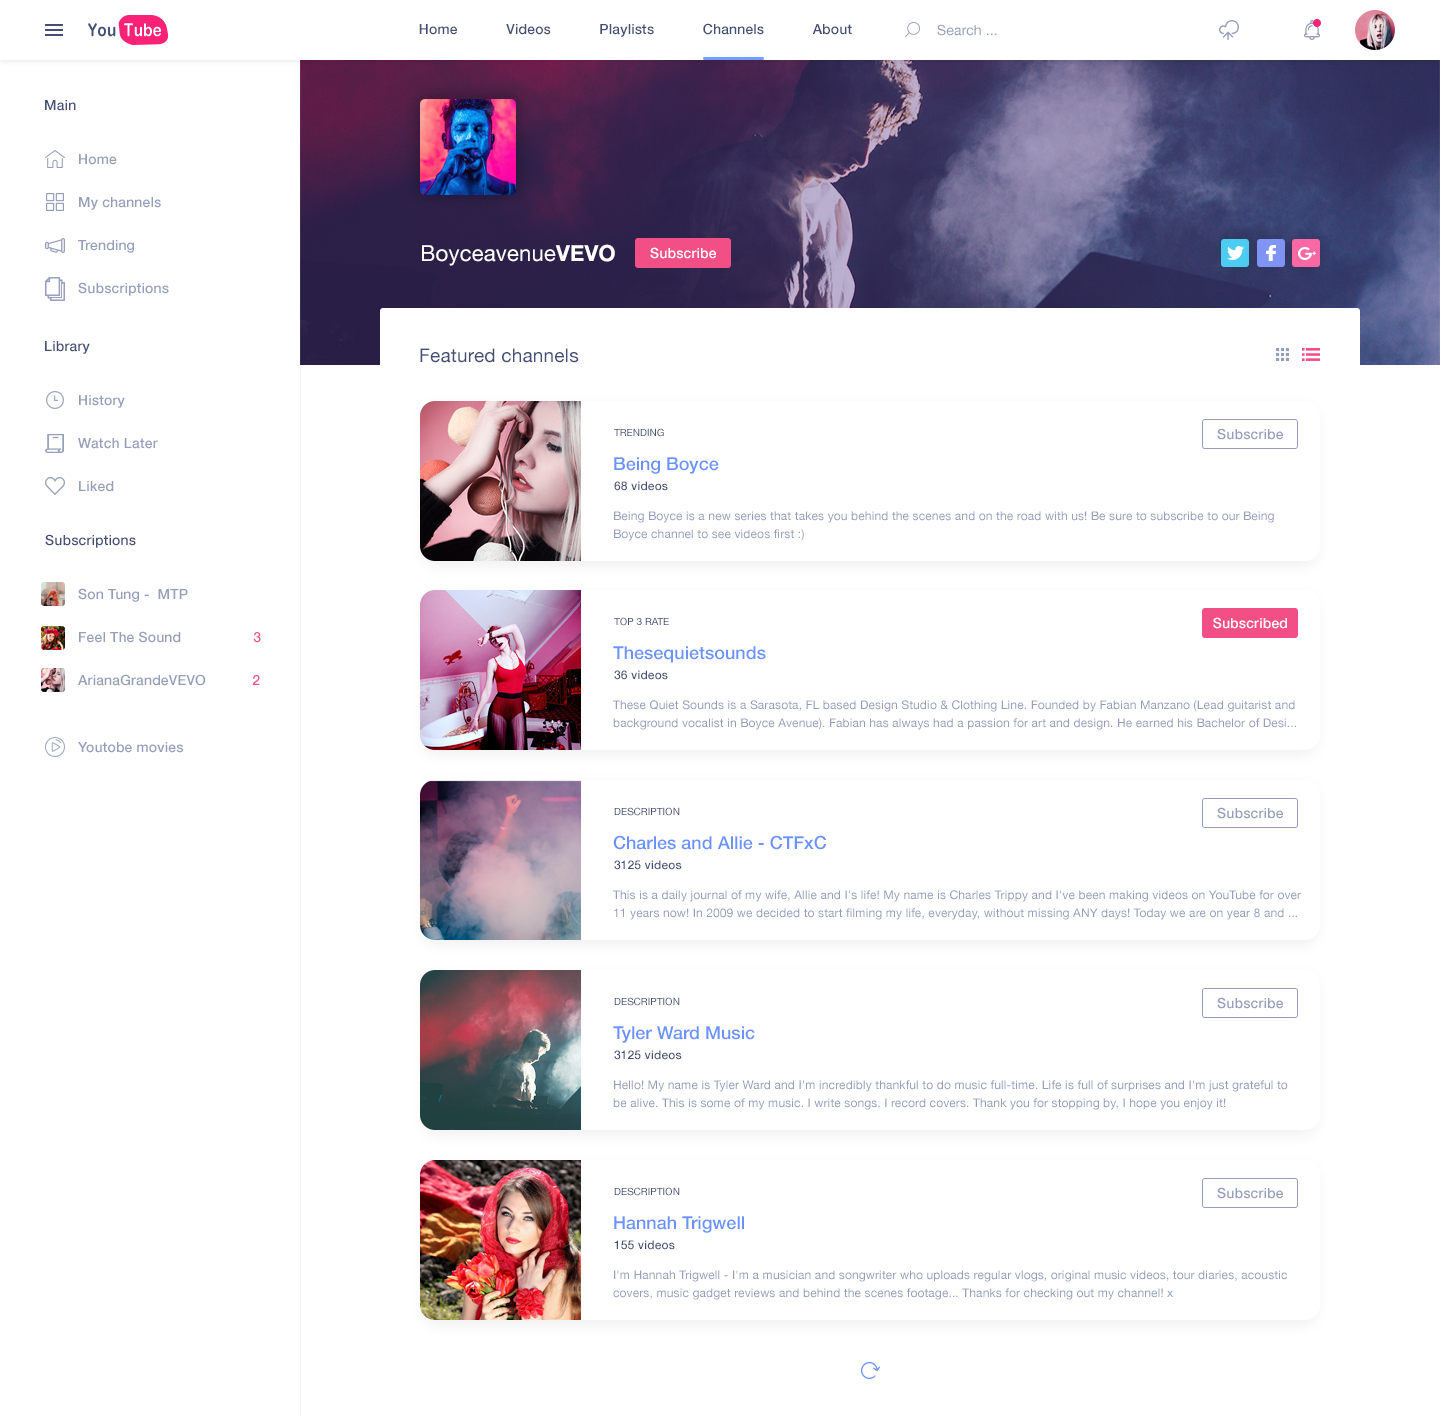 You Tube
Home
Videos
Playlists
Channels
About
Search ...
Main
Home
My channels
Trending
Subscriptions
Library
History
Watch Later
Liked
Subscriptions
Son Tung - MTP
Feel The Sound 3
ArianaGrandeVEVO 2
Youtobe movies
BoyceavenueVEVO
Subscribe
Featured channels
TRENDING
Subscribe
Being Boyce
68 videos
Being Boyce is a new series that takes you behind the scenes and on the road with us! Be sure to subscribe to our Being
Boyce channel to see videos first :)
TOP 3 RATE
Subscribed
Thesequietsounds
36 videos
These Quiet Sounds is a Sarasota, FL based Design Studio & Clothing Line. Founded by Fabian Manzano (Lead guitarist and
background vocalist in Boyce Avenue). Fabian has always had a passion for art and design. He earned his Bachelor of Desi...
DESCRIPTION
Subscribe
Charles and Allie - CTFxC
3125 videos
This is a daily journal of my wife, Allie and I's life! My name is Charles Trippy and I've been making videos on YouTube for over
11 years now! In 2009 we decided to start filming my life, everyday, without missing ANY days! Today we are on year 8 and ...
DESCRIPTION
Subscribe
Tyler Ward Music
3125 videos
Hello! My name is Tyler Ward and I'm incredibly thankful to do music full-time. Life is full of surprises and I'm just grateful to
be alive. This is some of my music. I write songs. I record covers. Thank you for stopping by, I hope you enjoy it!
DESCRIPTION
Subscribe
Hannah Trigwell
155 videos
I'm Hannah Trigwell - I'm a musician and songwriter who uploads regular vlogs, original music videos, tour diaries, acoustic
covers, music gadget reviews and behind the scenes footage... Thanks for checking out my channel! x